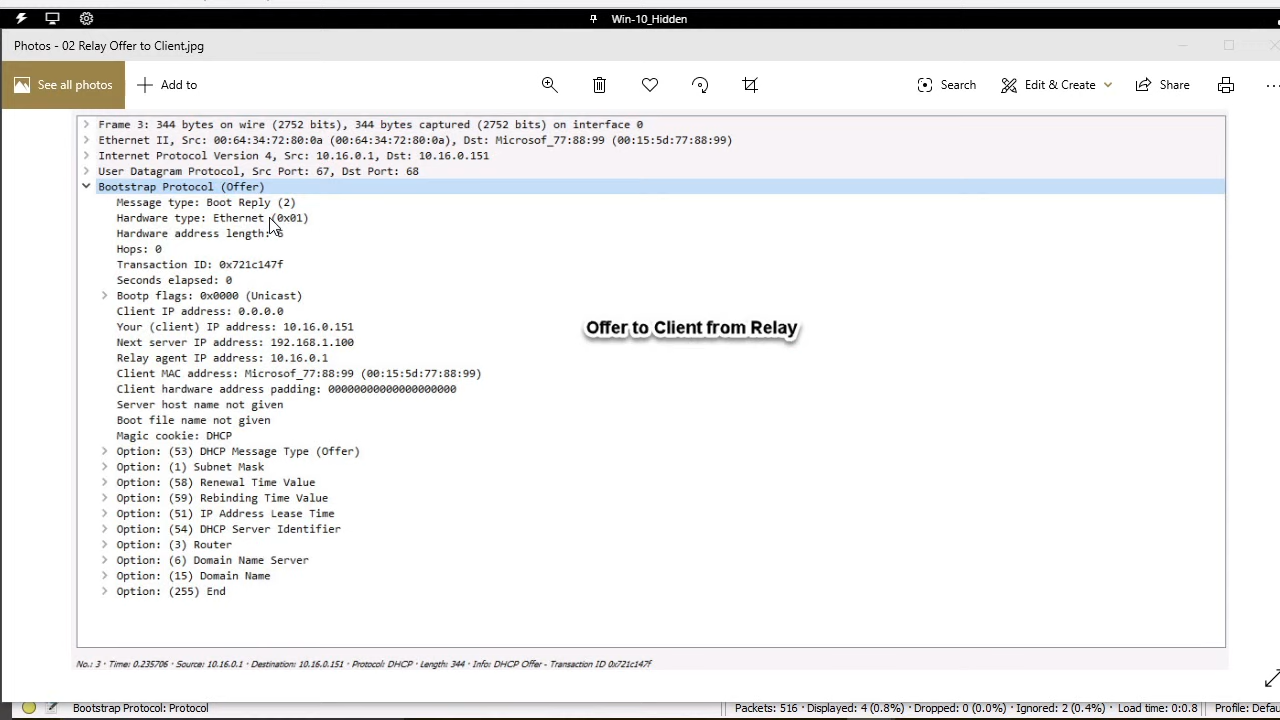 Win-10_Hidden
Photos - 02 Relay Offer to Client.jpg
See all photos
Add to
Search
Edit & Create
Share
Frame 3: 344 bytes on wire (2752 bits), 344 bytes captured (2752 bits) on interface 0
Ethernet II, Src: 00:64:34:72:80:0a (00:64:34:72:80:0a), Dst: Microsof_77:88:99 (00:15:5d:77:88:99)
Internet Protocol Version 4, Src: 10.16.0.1, Dst: 10.16.0.151
User Datagram Protocol, Src Port: 67, Dst Port: 68
Bootstrap Protocol (Offer)
Message type: Boot Reply (2)
Hardware type: Ethernet (0x01)
Hardware address length: 6
Hops: 0
Transaction ID: 0x721c147f
Seconds elapsed: 0
Bootp flags: 0x0000 (Unicast)
Client IP address: 0.0.0.0
Your (client) IP address: 10.16.0.151
Offer to Client from Relay
Next server IP address: 192.168.1.100
Relay agent IP address: 10.16.0.1
Client MAC address: Microsof_77:88:99 (00:15:5d:77:88:99)
Client hardware address padding: 00000000000000000000
Server host name not given
Boot file name not given
Magic cookie: DHCP
Option: (53) DHCP Message Type (Offer)
Option: (1) Subnet Mask
Option: (58) Renewal Time Value
Option: (59) Rebinding Time Value
Option: (51) IP Address Lease Time
Option: (54) DHCP Server Identifier
Option: (3) Router
Option: (6) Domain Name Server
Option: (15) Domain Name
Option: (255) End
No.: 3 · Time: 0.235706 · Source: 10.16.0.1 · Destination: 10.16.0.151 · Protocol: DHCP · Length: 344 · Info: DHCP Offer - Transaction ID 0x721c147f
Bootstrap Protocol: Protocol
Packets: 516 · Displayed: 4 (0.8%) · Dropped: 0 (0.0%) · Ignored: 2 (0.4%) · Load time: 0:0.8
Profile: Defau